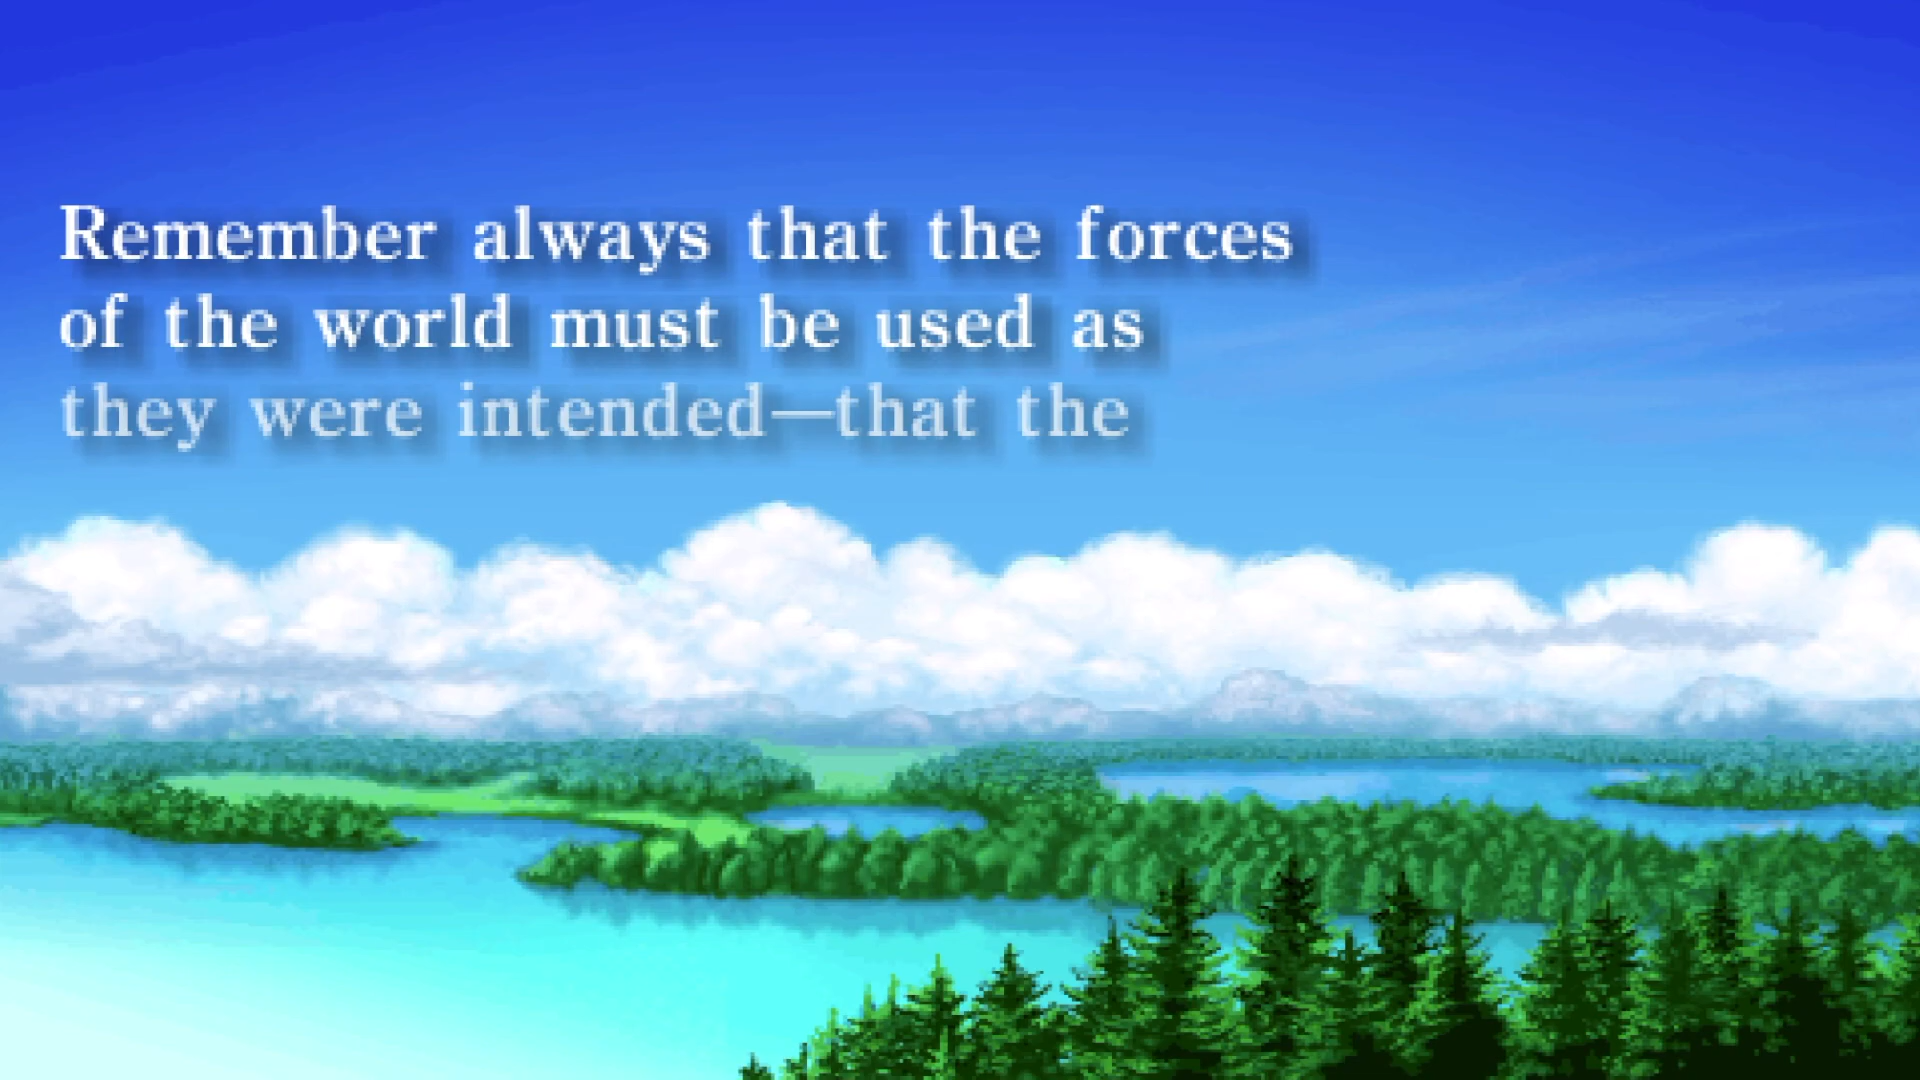 Remember always that the forces
of the world must be used as
they were intended—that the